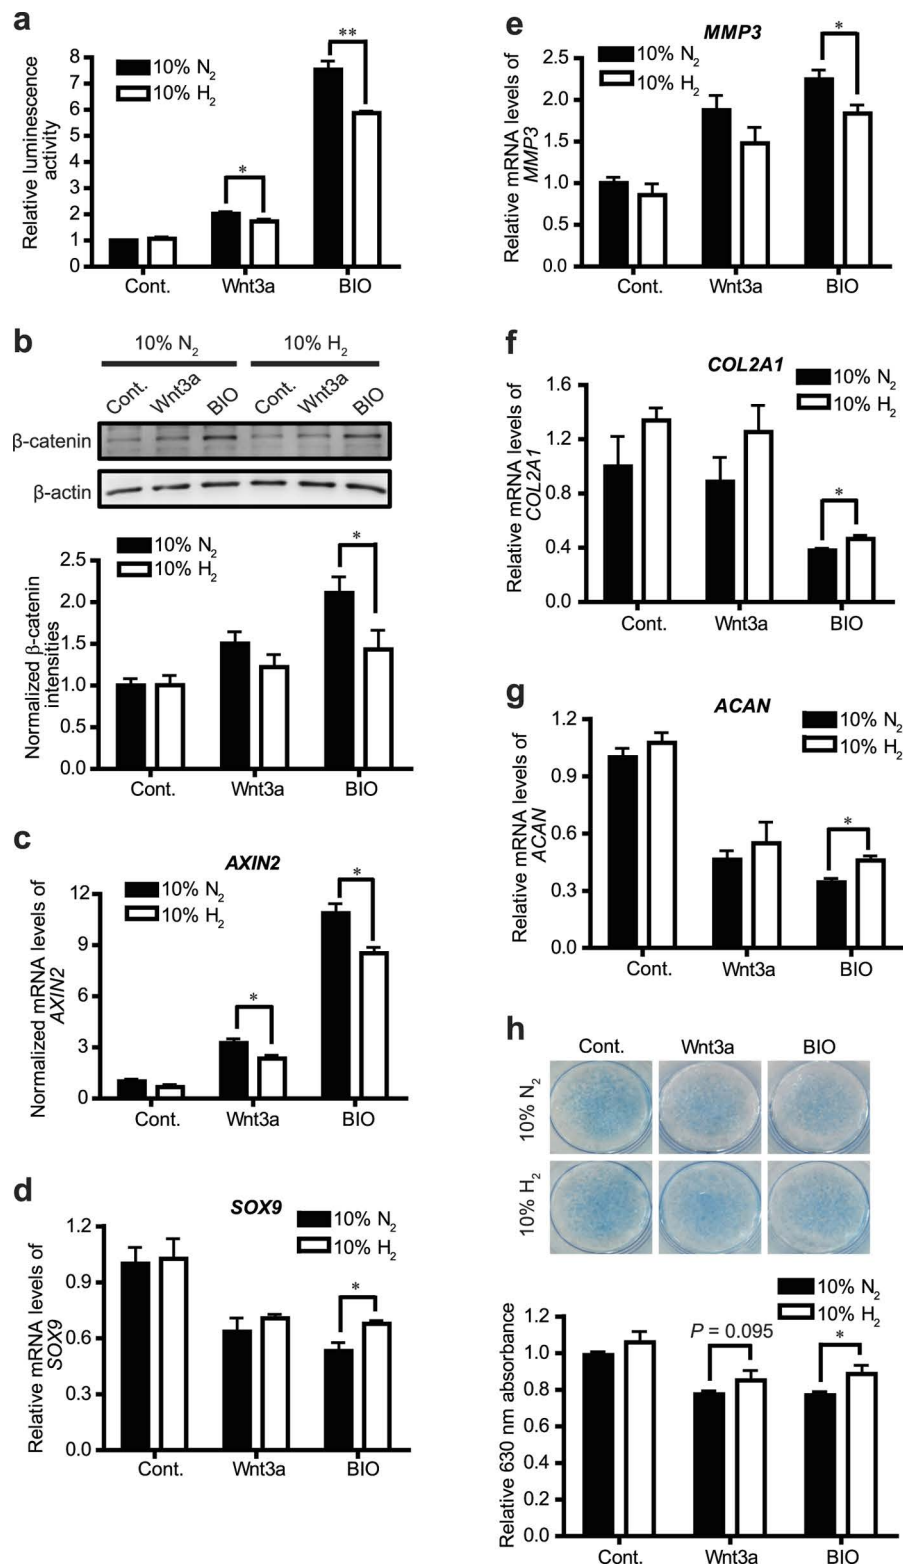 a
Relative luminescence
activity
8
7
6
5
4
3
2
1
0
10% N2
10% H2
*
**
Cont.
Wnt3a
BIO
b
10% N2
10% H2
Cont.
Wnt3a
BIO
Cont.
Wnt3a
BIO
β-catenin
β-actin
Normalized β-catenin
intensities
2.5
2.0
1.5
1.0
0.5
0.0
10% N2
10% H2
*
Cont.
Wnt3a
BIO
c
AXIN2
Normalized mRNA levels of
AXIN2
12
9
6
3
0
10% N2
10% H2
*
*
Cont.
Wnt3a
BIO
d
SOX9
Relative mRNA levels of
SOX9
1.2
0.9
0.6
0.3
0.0
10% N2
10% H2
*
Cont.
Wnt3a
BIO
e
MMP3
Relative mRNA levels of
MMP3
2.5
2.0
1.5
1.0
0.5
0.0
10% N2
10% H2
*
Cont.
Wnt3a
BIO
f
COL2A1
Relative mRNA levels of
COL2A1
1.6
1.2
0.8
0.4
0.0
10% N2
10% H2
*
Cont.
Wnt3a
BIO
g
ACAN
Relative mRNA levels of
ACAN
1.2
0.9
0.6
0.3
0.0
10% N2
10% H2
*
Cont.
Wnt3a
BIO
h
Cont.
Wnt3a
BIO
10% N2
10% H2
Relative 630 nm absorbance
1.2
1.0
0.8
0.6
0.4
0.2
0.0
10% N2
10% H2
P = 0.095
*
Cont.
Wnt3a
BIO